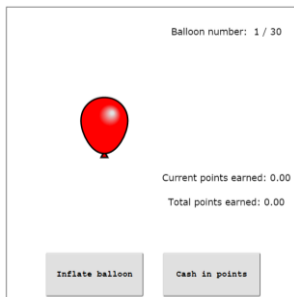 Balloon number: 1 / 30
Current points earned: 0.00
Total points earned: 0.00
Inflate balloon
Cash in points